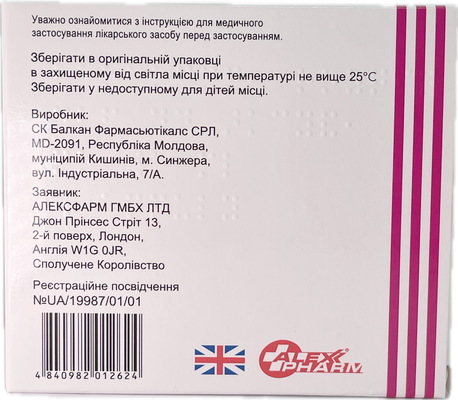 Уважно ознайомитися з інструкцією для медичного
застосування лікарського засобу перед застосуванням.
Зберігати в оригінальній упаковці
в захищеному від світла місці при температурі не вище 25°С
Зберігати у недоступному для дітей місці.
Виробник:
СК Балкан Фармасьютікалс СРЛ,
MD-2091, Республіка Молдова,
муніципій Кишинів, м. Синжера,
вул. Індустріальна, 7/А.
Заявник:
АЛЕКСФАРМ ГМБХ ЛТД
Джон Прінсес Стріт 13,
2-й поверх, Лондон,
Англія W1G 0JR,
Сполучене Королівство
Реєстраційне посвідчення
№UA/19987/01/01
4 840982 012624
ALEX
PHARM